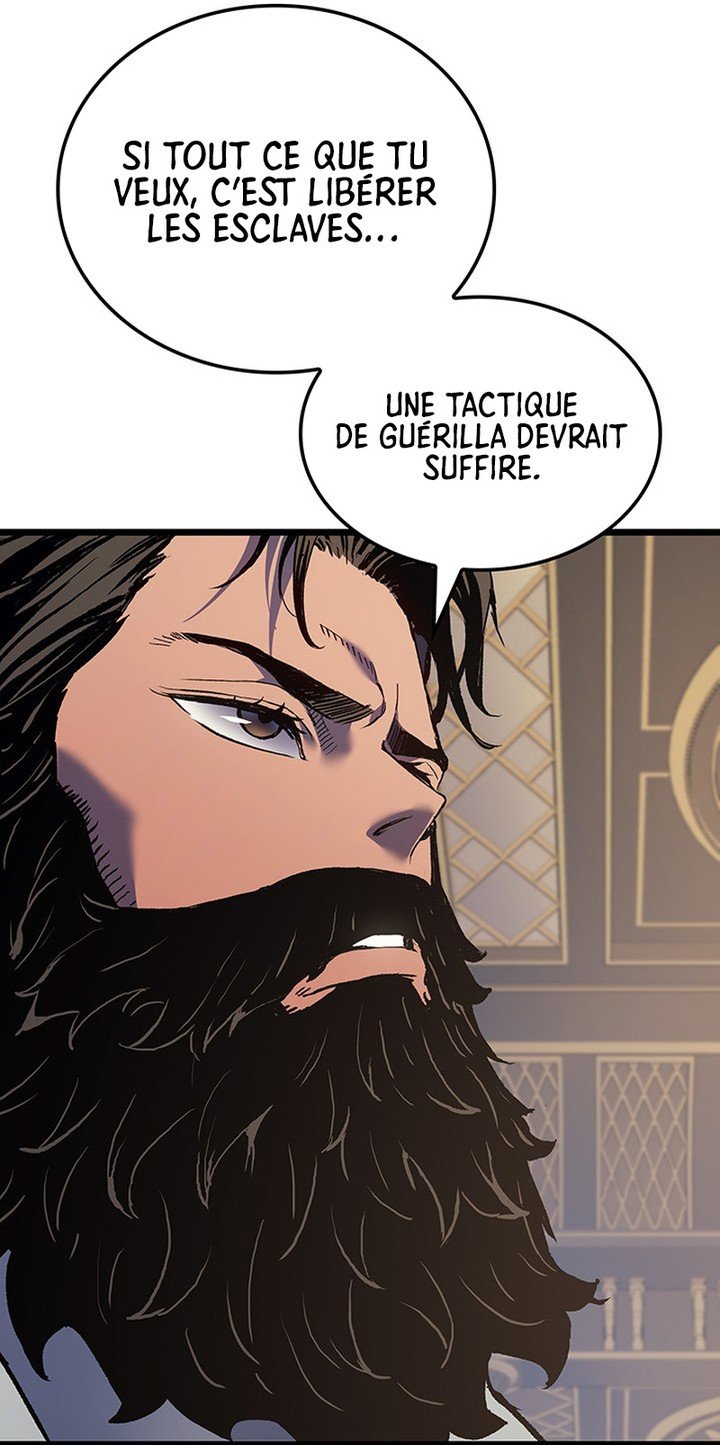 SI TOUT CE QUE TU
VEUX, C'EST LIBÉRER
LES ESCLAVES...
UNE TACTIQUE
DE GUÉRILLA DEVRAIT
SUFFIRE.